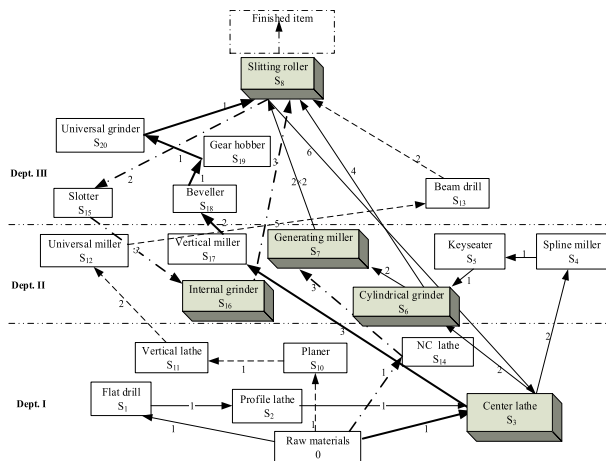 Finished item
Slitting roller
S8
1
Universal grinder
S20
1
Gear hobber
S19
3
6
4
2
Dept. III
2
1
2
2
Beveller
S18
Beam drill
S13
Slotter
S15
2
5
Universal miller
S12
3
Vertical miller
S17
Generating miller
S7
Keyseater
S5
1
Spline miller
S4
Dept. II
2
1
Internal grinder
S16
3
Cylindrical grinder
S6
2
3
2
Vertical lathe
S11
1
Planer
S10
NC lathe
S14
1
2
Dept. I
Flat drill
S1
1
Profile lathe
S2
1
1
Center lathe
S3
1
Raw materials
0
1